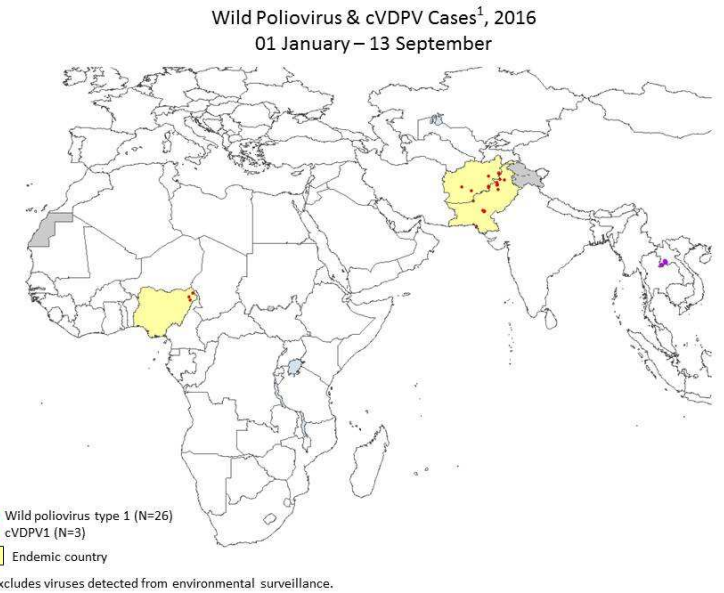 Wild Poliovirus & cVDPV Cases¹, 2016
01 January – 13 September
Wild poliovirus type 1 (N=26)
cVDPV1 (N=3)
Endemic country
xcludes viruses detected from environmental surveillance.